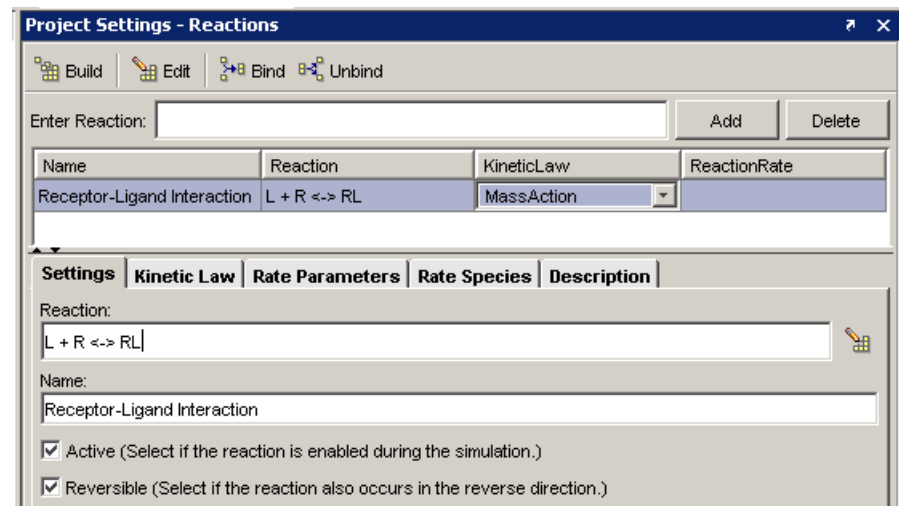 Project Settings - Reactions
Build Edit Bind Unbind
Enter Reaction: Add Delete
Name Reaction KineticLaw ReactionRate
Receptor-Ligand Interaction L + R <-> RL MassAction
Settings Kinetic Law Rate Parameters Rate Species Description
Reaction:
L + R <-> RL
Name:
Receptor-Ligand Interaction
Active (Select if the reaction is enabled during the simulation.)
Reversible (Select if the reaction also occurs in the reverse direction.)